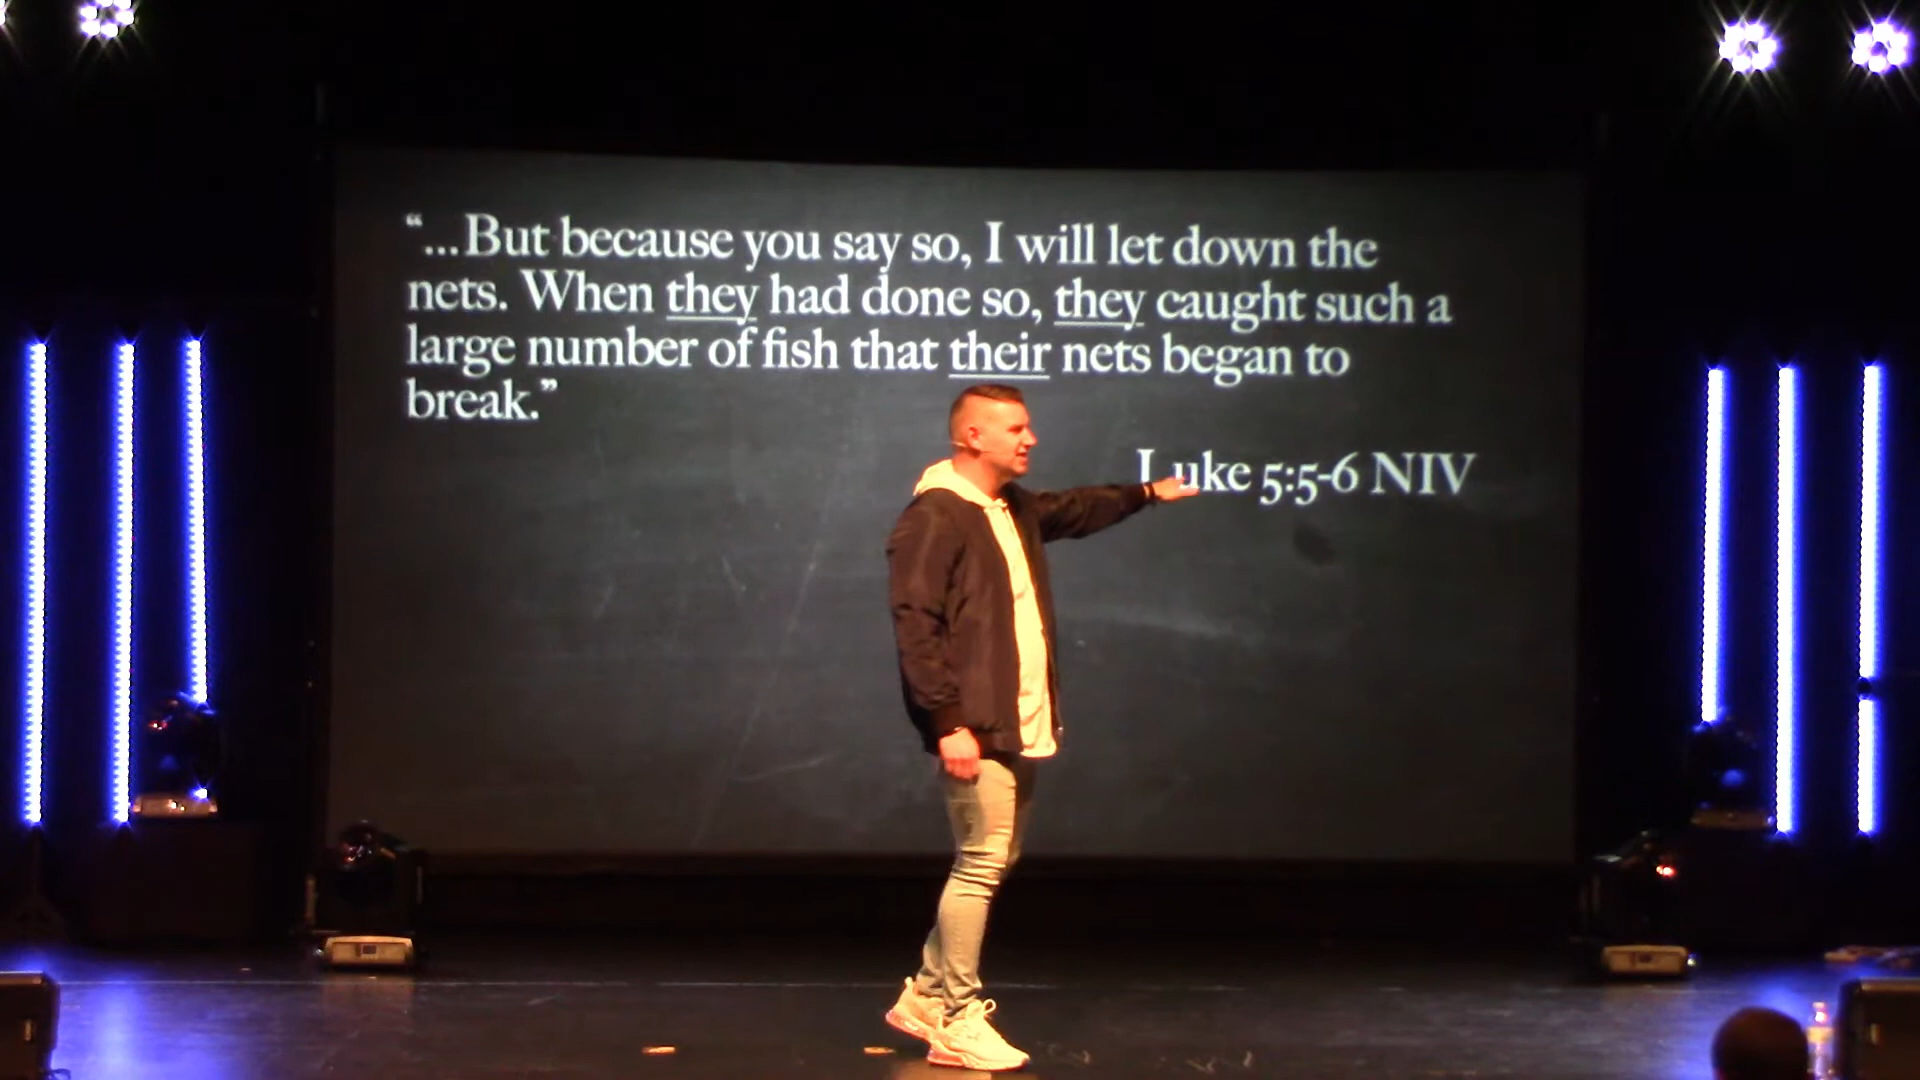 “...But because you say so, I will let down the
nets. When they had done so, they caught such a
large number of fish that their nets began to
break.”
Luke 5:5-6 NIV